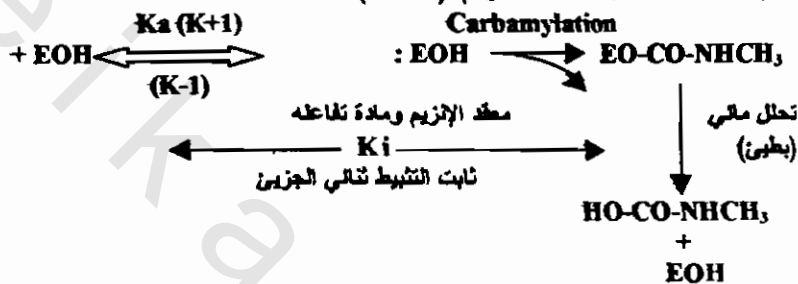 Ka (K+1) Carbamylation
+ EOH : EOH EO-CO-NHCH₃
(K-1)
معقد الإنزيم ومادة تفاعله
تحلل مائي
Ki
(بطيئ)
ثابت التثبيط ثنائي الجزيئ
HO-CO-NHCH₃
+
EOH